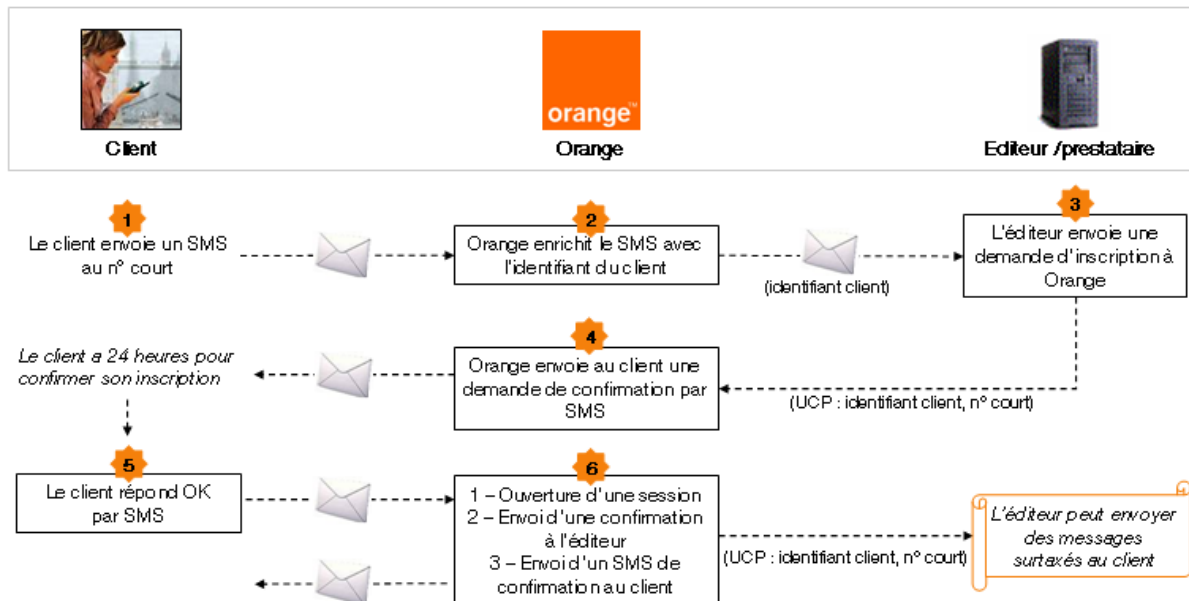 orange™
Client
Orange
Editeur /prestataire
1
2
3
Le client envoie un SMS
au n° court
Orange enrichit le SMS avec
l'identifiant du client
(identifiant client)
L'éditeur envoie une
demande d'inscription à
Orange
4
Le client a 24 heures pour
confirmer son inscription
Orange envoie au client une
demande de confirmation par
SMS
(UCP : identifiant client, n° court)
5
6
Le client répond OK
par SMS
1 – Ouverture d'une session
2 – Envoi d'une confirmation
à l'éditeur
3 – Envoi d'un SMS de
confirmation au client
(UCP : identifiant client, n° court)
L'éditeur peut envoyer
des messages
surtaxés au client